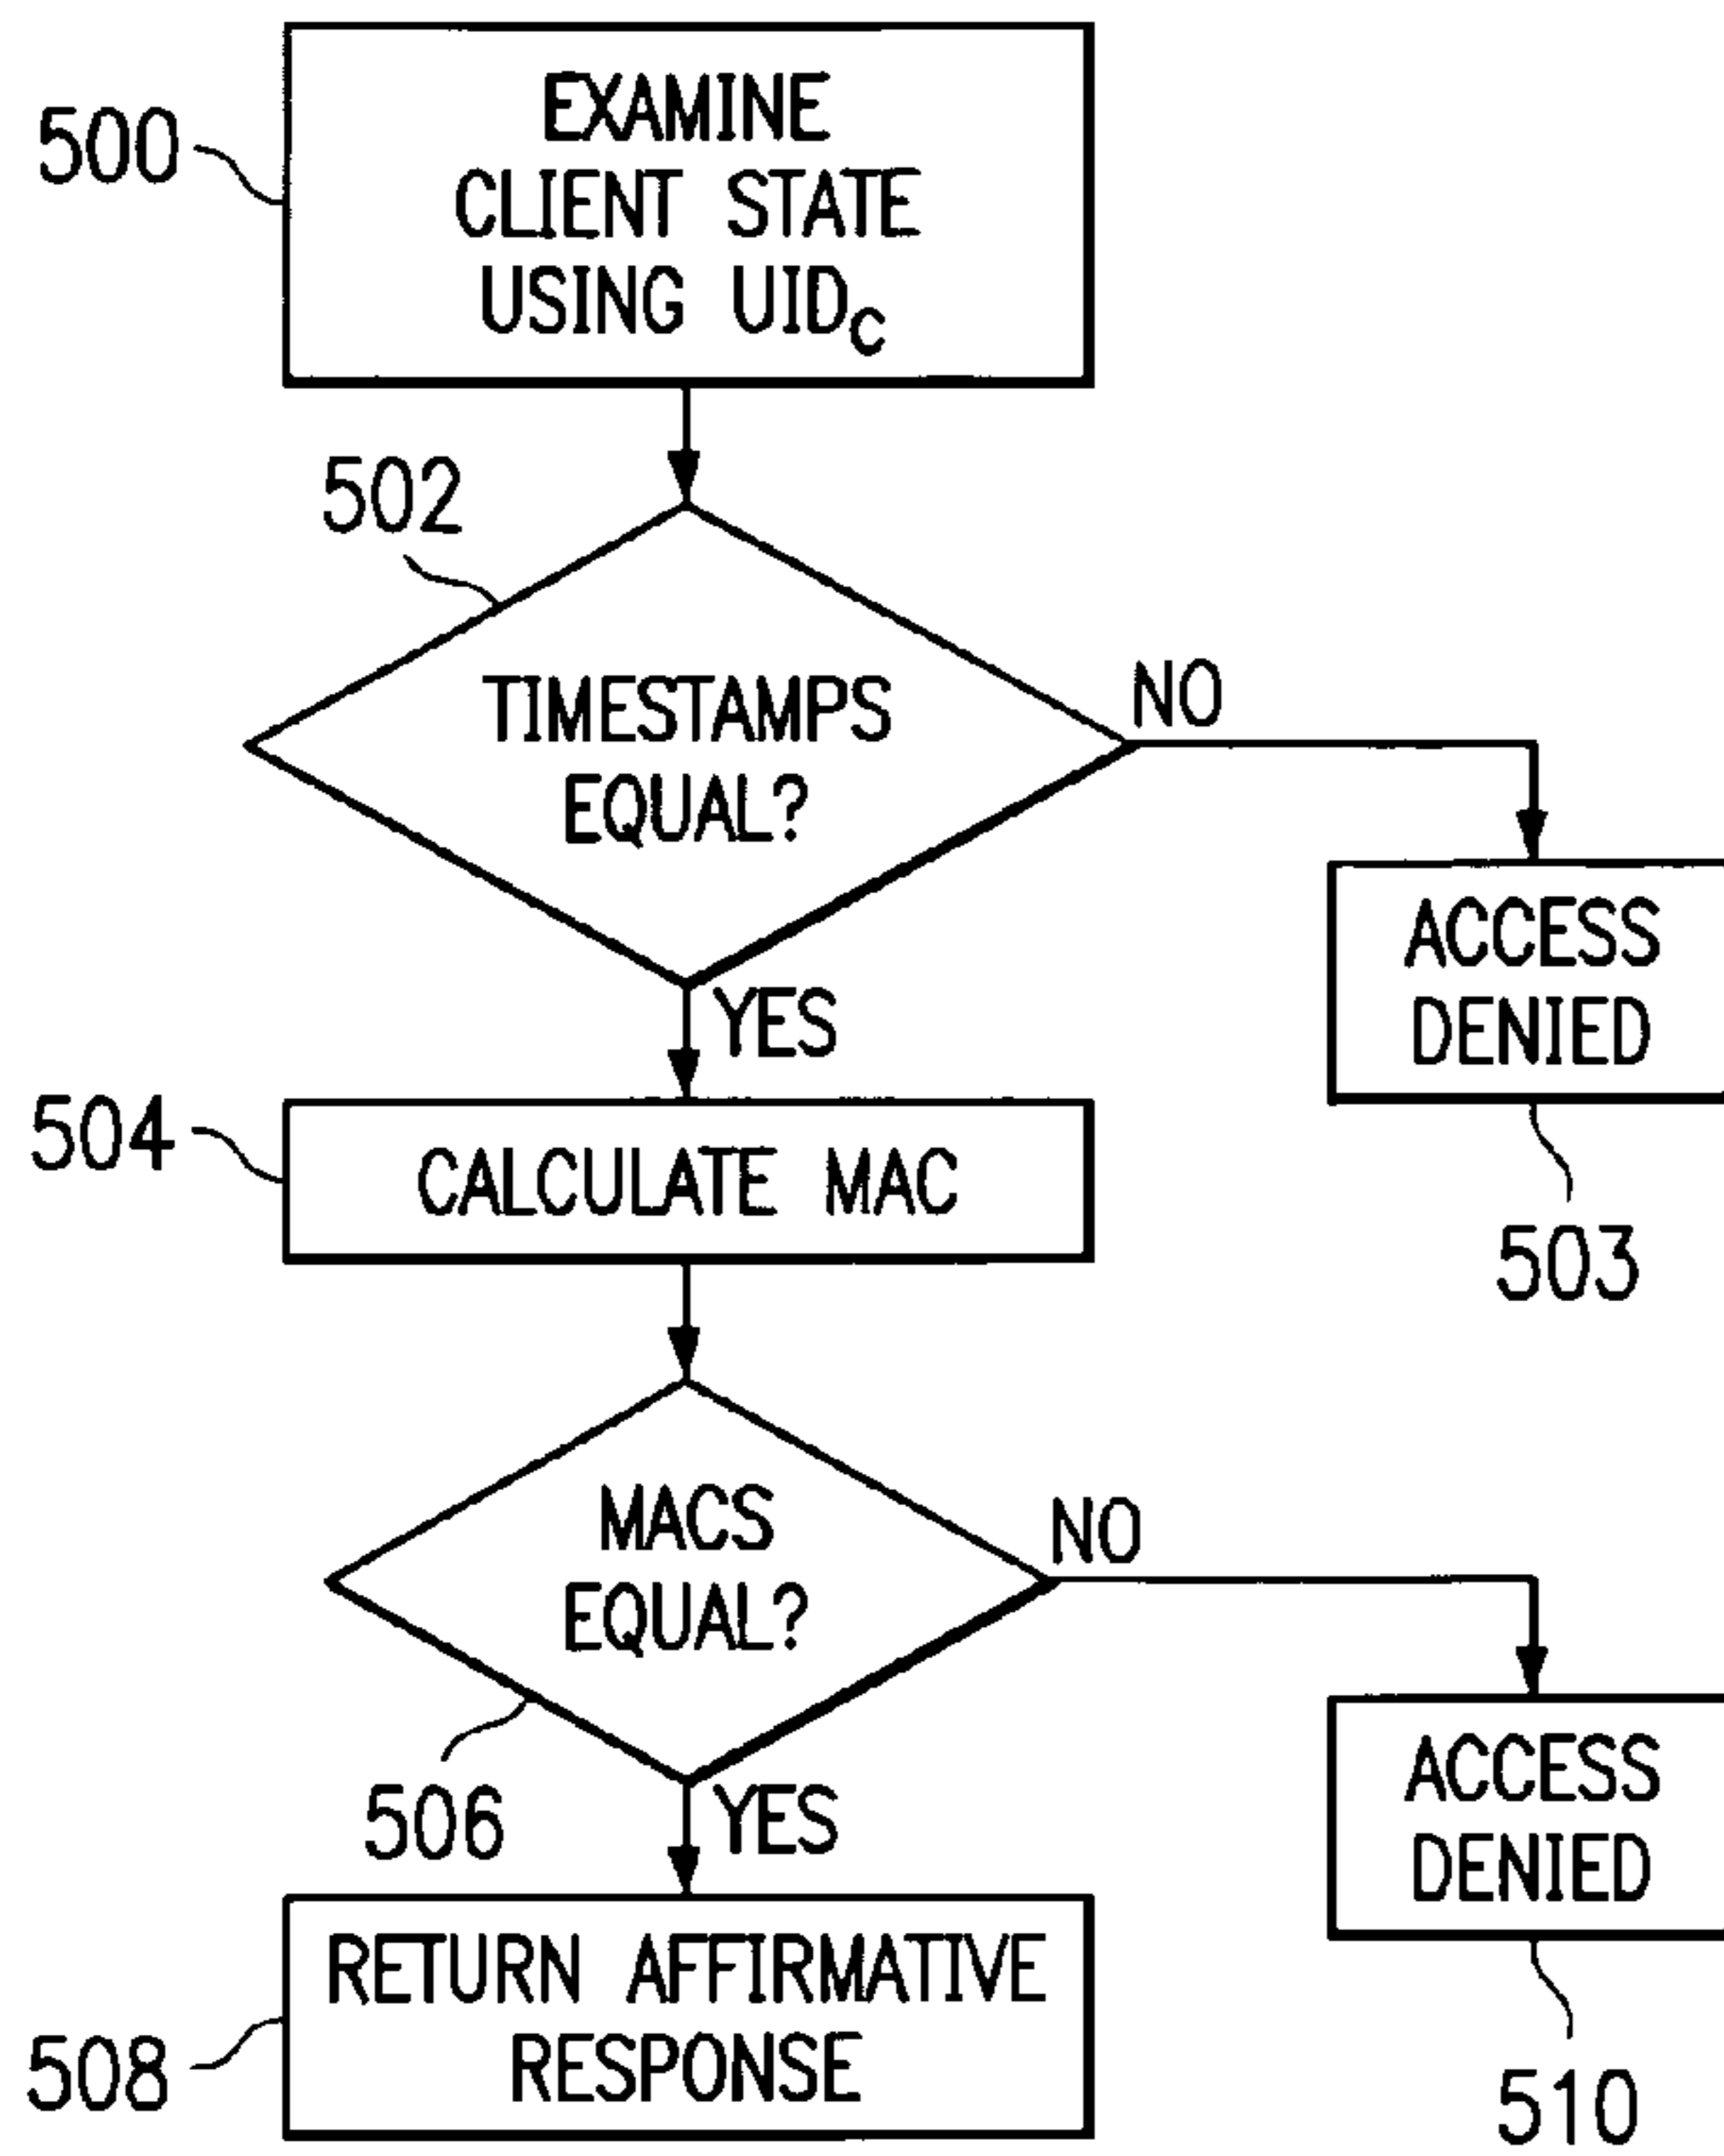 500
EXAMINE
CLIENT STATE
USING UIDC
502
TIMESTAMPS
EQUAL?
NO
YES
ACCESS
DENIED
503
504
CALCULATE MAC
MACS
EQUAL?
NO
506
YES
ACCESS
DENIED
510
508
RETURN AFFIRMATIVE
RESPONSE